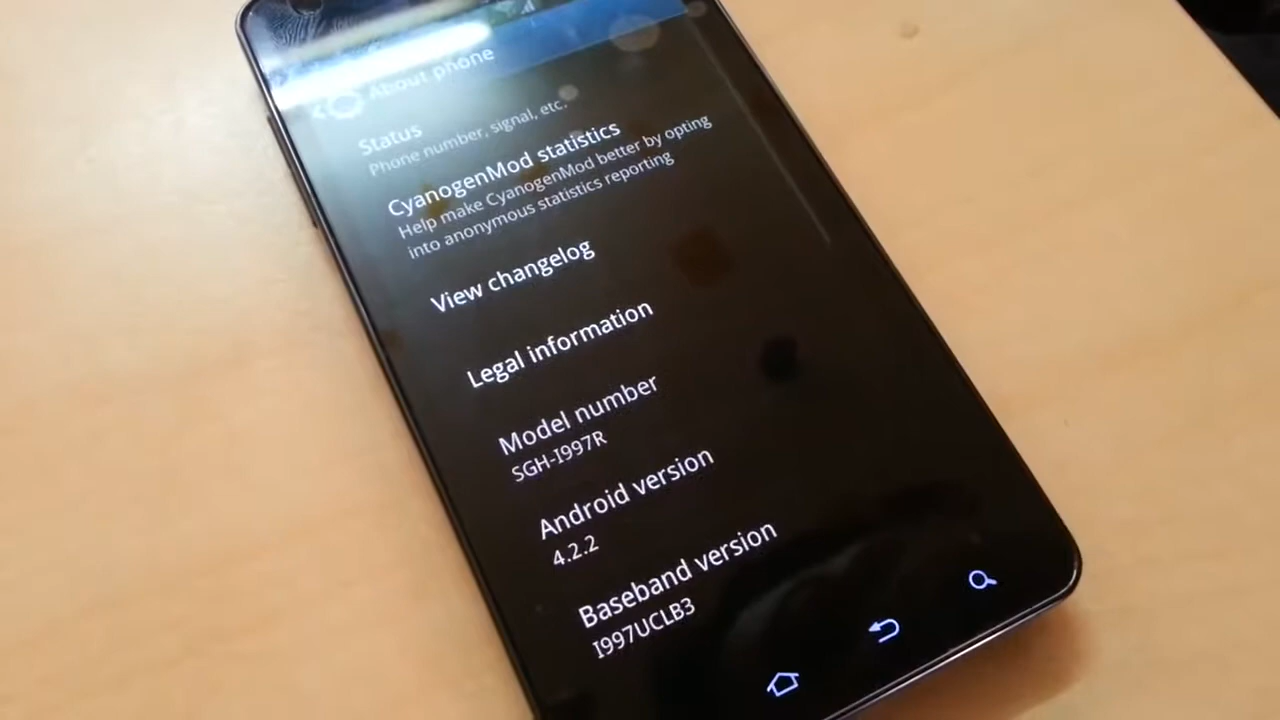 About phone
Status
Phone number, signal, etc.
CyanogenMod statistics
Help make CyanogenMod better by opting
into anonymous statistics reporting
View changelog
Legal information
Model number
SGH-I997R
Android version
4.2.2
Baseband version
I997UCLB3